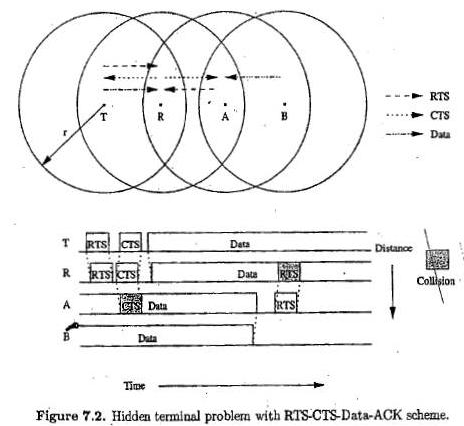 RTS
CTS
Data
r
T R A B
T RTS CTS Data
Distance
R RTS CTS Data RTS
Collision
A CTS Data RTS
B Data
Time
Figure 7.2. Hidden terminal problem with RTS-CTS-Data-ACK scheme.